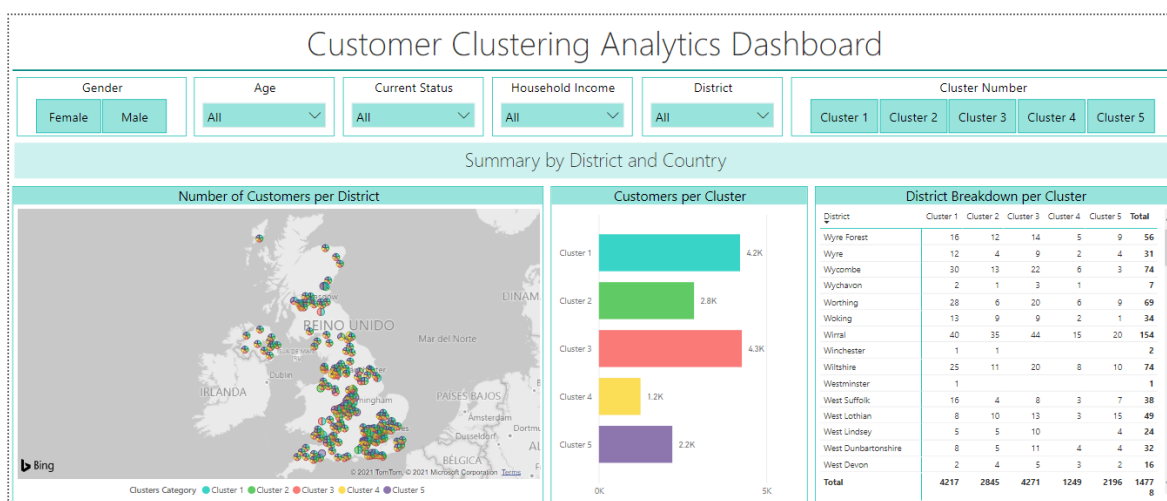 Customer Clustering Analytics Dashboard
Gender
Female Male
Age
All
Current Status
All
Household Income
All
District
All
Cluster Number
Cluster 1 Cluster 2 Cluster 3 Cluster 4 Cluster 5
Summary by District and Country
Number of Customers per District
DINAM
REINO UNIDO
Mar del Norte
Dublin
IRLANDA
PAÍSES BAJOS
Ámsterdam
Dusseldorf
Dortmu
BÉLGICA
Bing
© 2021 TomTom, © 2021 Microsoft Corporation Terms
Clusters Category Cluster 1 Cluster 2 Cluster 3 Cluster 4 Cluster 5
Customers per Cluster
Cluster 1 4.2K
Cluster 2 2.8K
Cluster 3 4.3K
Cluster 4 1.2K
Cluster 5 2.2K
0K 5K
District Breakdown per Cluster
District Cluster 1 Cluster 2 Cluster 3 Cluster 4 Cluster 5 Total
Wyre Forest 16 12 14 5 9 56
Wyre 12 4 9 2 4 31
Wycombe 30 13 22 6 3 74
Wychavon 2 1 3 1 7
Worthing 28 6 20 6 9 69
Woking 13 9 9 2 1 34
Wirral 40 35 44 15 20 154
Winchester 1 1 2
Wiltshire 25 11 20 8 10 74
Westminster 1 1
West Suffolk 16 4 8 3 7 38
West Lothian 8 10 13 3 15 49
West Lindsey 5 5 10 4 24
West Dunbartonshire 8 5 11 4 4 32
West Devon 2 4 5 3 2 16
Total 4217 2845 4271 1249 2196 1477
8